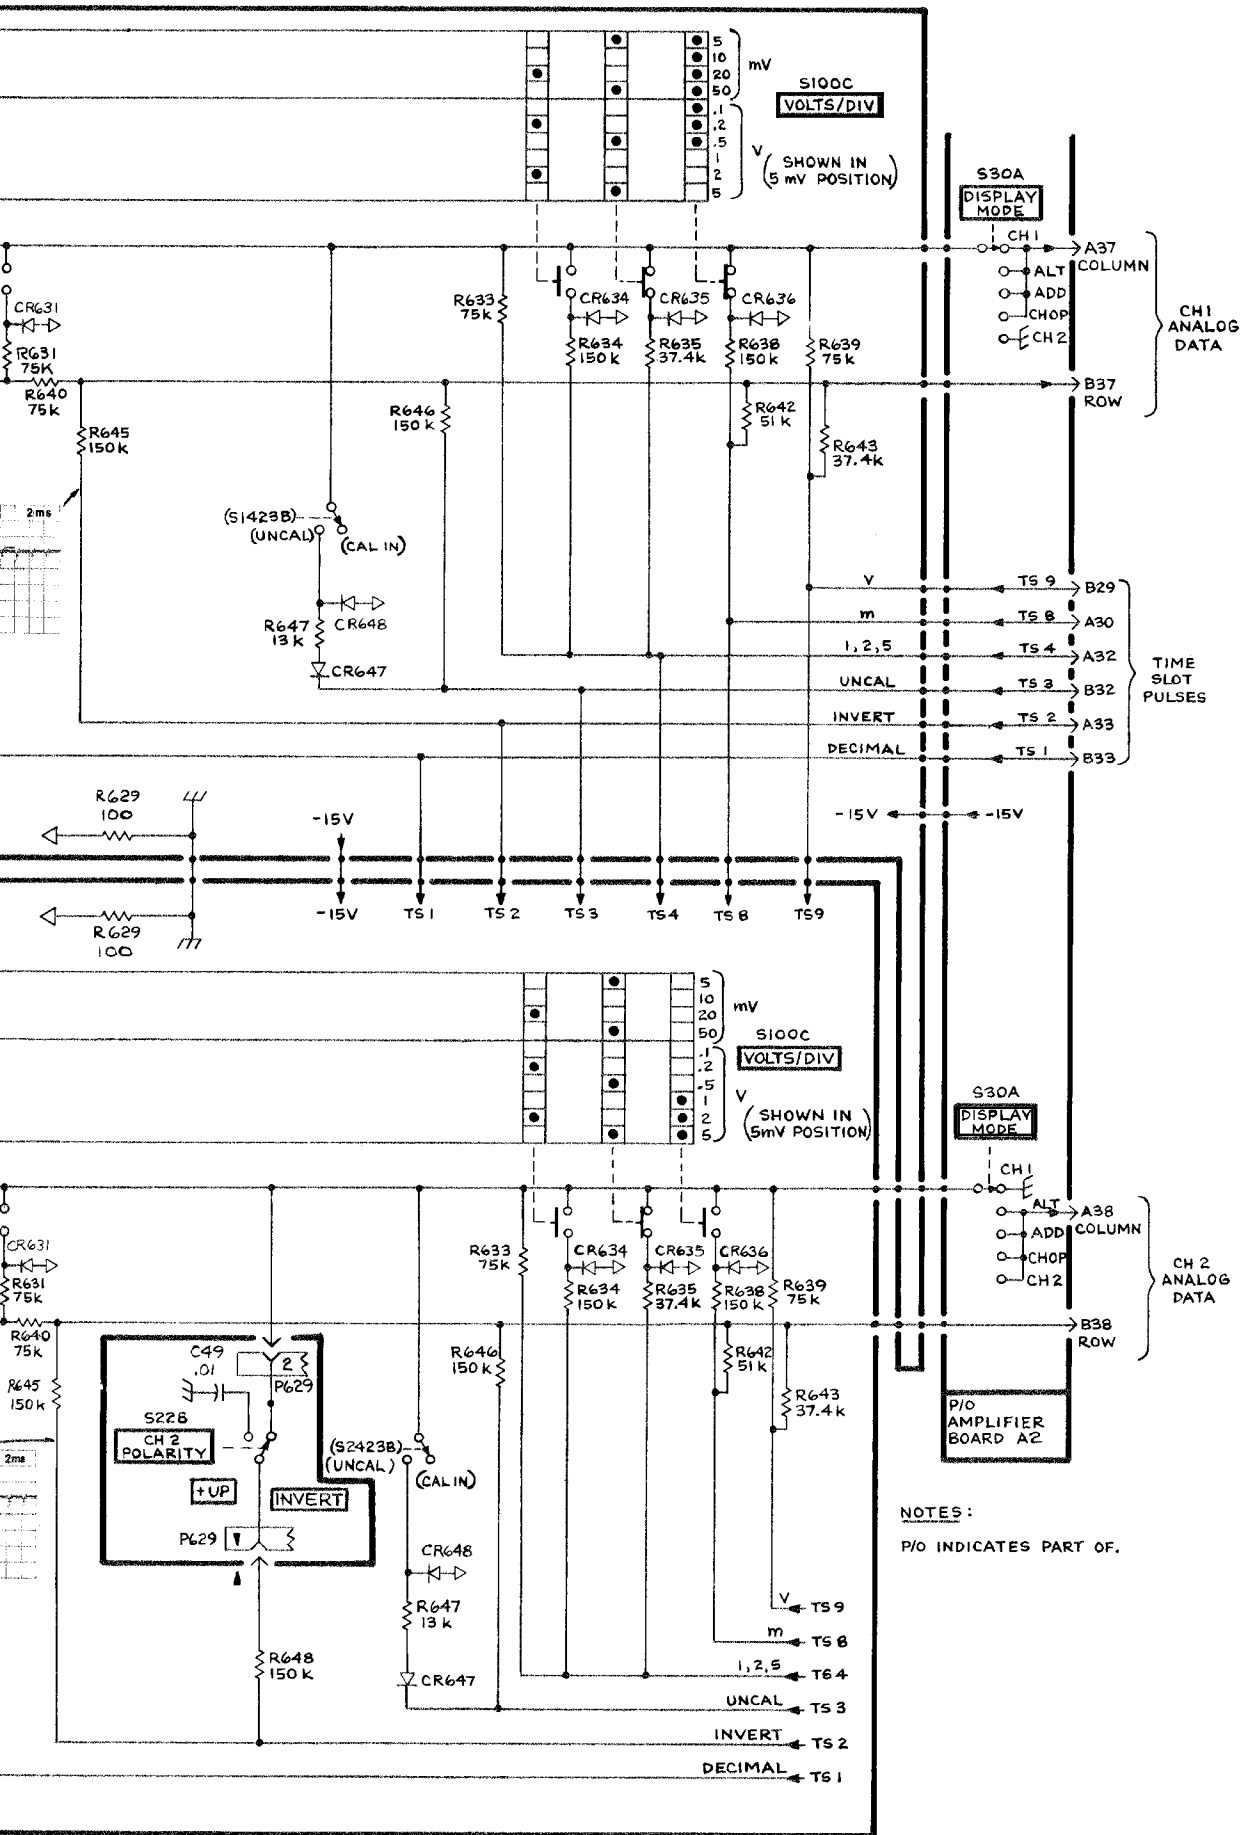 5
10
20
50
mV
S100C
VOLTS/DIV
.1
.2
.5
1
2
5
V
(SHOWN IN
5 mV POSITION)
S30A
DISPLAY
MODE
CH 1
A37
COLUMN
ALT
ADD
CHOP
CH 2
CH1
ANALOG
DATA
CR631
R631
75K
R640
75K
R645
150K
R633
75K
CR634
R634
150K
CR635
R635
37.4K
CR636
R638
150K
R639
75K
B37
ROW
R646
150K
R642
51K
R643
37.4K
2ms
(S1423B)
(UNCAL)
(CAL IN)
CR648
R647
13K
CR647
V
TS 9
B29
m
TS 8
A30
1, 2, 5
TS 4
A32
UNCAL
TS 3
B32
INVERT
TS 2
A33
DECIMAL
TS 1
B33
TIME
SLOT
PULSES
R629
100
-15V
-15V
-15V
-15V
TS 1
TS 2
TS 3
TS 4
TS 8
TS9
R629
100
5
10
20
50
mV
S100C
VOLTS/DIV
.1
.2
.5
1
2
5
V
(SHOWN IN
5mV POSITION)
S30A
DISPLAY
MODE
CH 1
ALT
A38
COLUMN
ADD
CHOP
CH 2
CH 2
ANALOG
DATA
CR631
R631
75K
R640
75K
R645
150K
R633
75K
CR634
R634
150K
CR635
R635
37.4K
CR636
R638
150K
R639
75K
B38
ROW
C49
.01
2
P629
R646
150K
R642
51K
R643
37.4K
S22B
CH 2
POLARITY
+UP
INVERT
P629
2ms
(S2423B)
(UNCAL)
(CAL IN)
CR648
R647
13K
CR647
R648
150K
P/O
AMPLIFIER
BOARD A2
NOTES:
P/O INDICATES PART OF.
V
TS9
m
TS 8
1, 2, 5
TS 4
UNCAL
TS 3
INVERT
TS 2
DECIMAL
TS 1